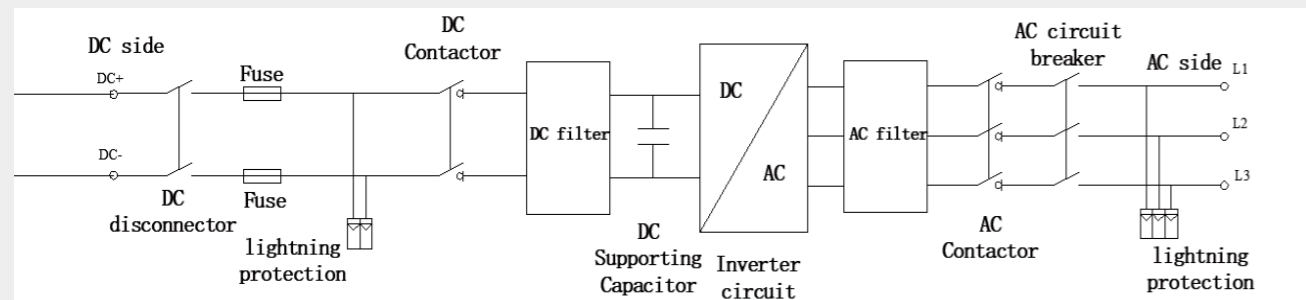 DC side
DC+
DC-
DC
disconnector
Fuse
Fuse
lightning
protection
DC
Contactor
DC filter
DC
Supporting
Capacitor
DC
AC
Inverter
circuit
AC filter
AC
Contactor
AC circuit
breaker
AC side
L1
L2
L3
lightning
protection